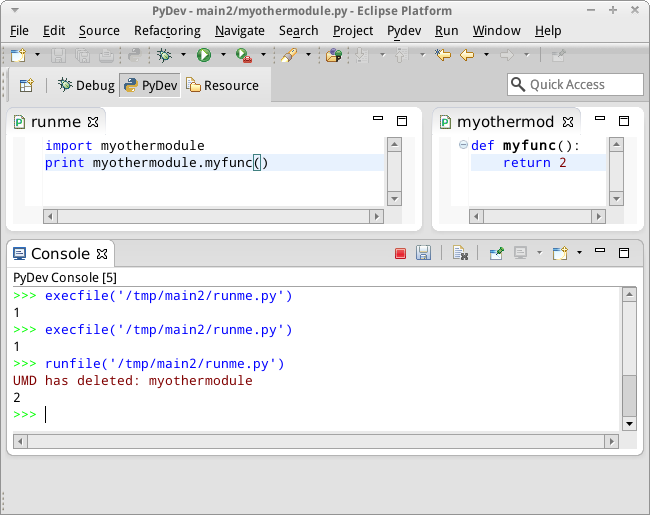 PyDev - main2/myothermodule.py - Eclipse Platform
File Edit Source Refactoring Navigate Search Project Pydev Run Window Help
Debug PyDev Resource Quick Access
runme myothermod
import myothermodule
print myothermodule.myfunc()
def myfunc():
return 2
Console
PyDev Console [5]
>>> execfile('/tmp/main2/runme.py')
1
>>> execfile('/tmp/main2/runme.py')
1
>>> runfile('/tmp/main2/runme.py')
UMD has deleted: myothermodule
2
>>>